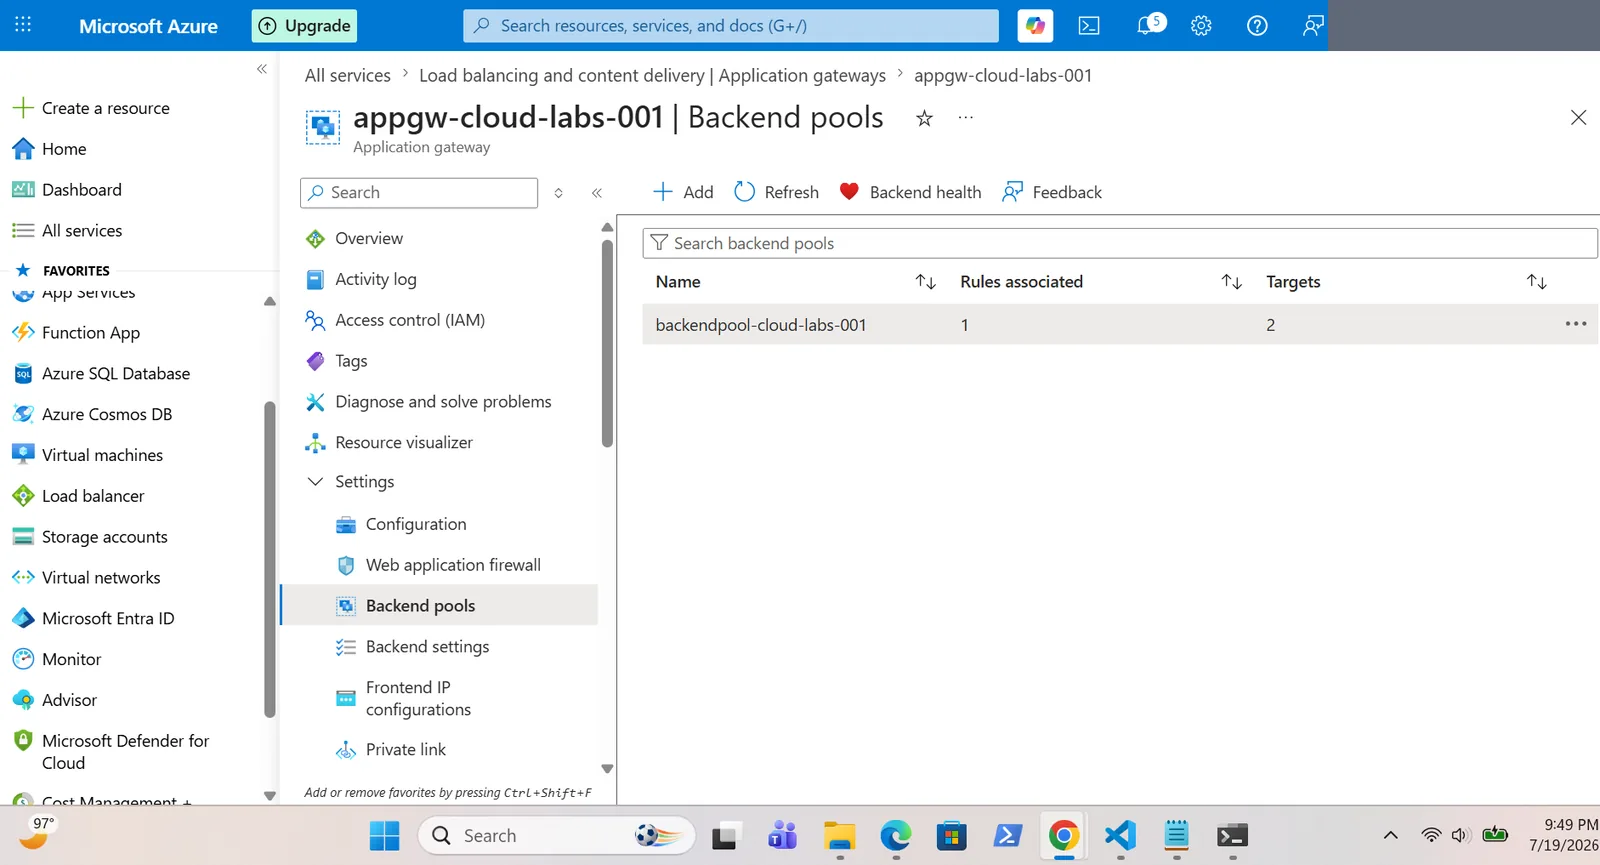 Microsoft Azure
Upgrade
Search resources, services, and docs (G+/)
5
All services > Load balancing and content delivery | Application gateways > appgw-cloud-labs-001
appgw-cloud-labs-001 | Backend pools
Application gateway
Create a resource
Home
Dashboard
All services
FAVORITES
App Services
Function App
Azure SQL Database
Azure Cosmos DB
Virtual machines
Load balancer
Storage accounts
Virtual networks
Microsoft Entra ID
Monitor
Advisor
Microsoft Defender for
Cloud
Cost Management +
Search
Overview
Activity log
Access control (IAM)
Tags
Diagnose and solve problems
Resource visualizer
Settings
Configuration
Web application firewall
Backend pools
Backend settings
Frontend IP
configurations
Private link
Add or remove favorites by pressing Ctrl+Shift+F
Add Refresh Backend health Feedback
Search backend pools
Name Rules associated Targets
backendpool-cloud-labs-001 1 2
97°
Search
9:49 PM
7/19/2026